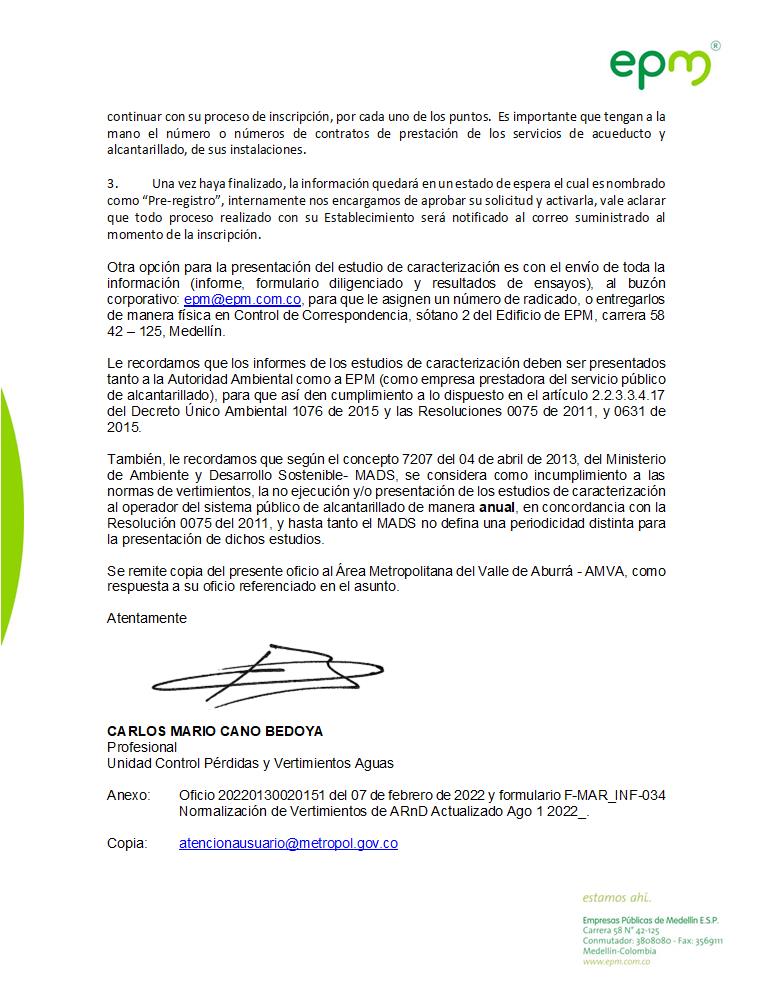 epm®
continuar con su proceso de inscripción, por cada uno de los puntos. Es importante que tengan a la
mano el número o números de contratos de prestación de los servicios de acueducto y
alcantarillado, de sus instalaciones.
3. Una vez haya finalizado, la información quedará en un estado de espera el cual es nombrado
como “Pre-registro”, internamente nos encargamos de aprobar su solicitud y activarla, vale aclarar
que todo proceso realizado con su Establecimiento será notificado al correo suministrado al
momento de la inscripción.
Otra opción para la presentación del estudio de caracterización es con el envío de toda la
información (informe, formulario diligenciado y resultados de ensayos), al buzón
corporativo: epm@epm.com.co, para que le asignen un número de radicado, o entregarlos
de manera física en Control de Correspondencia, sótano 2 del Edificio de EPM, carrera 58
42 – 125, Medellín.
Le recordamos que los informes de los estudios de caracterización deben ser presentados
tanto a la Autoridad Ambiental como a EPM (como empresa prestadora del servicio público
de alcantarillado), para que así den cumplimiento a lo dispuesto en el artículo 2.2.3.3.4.17
del Decreto Único Ambiental 1076 de 2015 y las Resoluciones 0075 de 2011, y 0631 de
2015.
También, le recordamos que según el concepto 7207 del 04 de abril de 2013, del Ministerio
de Ambiente y Desarrollo Sostenible- MADS, se considera como incumplimiento a las
normas de vertimientos, la no ejecución y/o presentación de los estudios de caracterización
al operador del sistema público de alcantarillado de manera anual, en concordancia con la
Resolución 0075 del 2011, y hasta tanto el MADS no defina una periodicidad distinta para
la presentación de dichos estudios.
Se remite copia del presente oficio al Área Metropolitana del Valle de Aburrá - AMVA, como
respuesta a su oficio referenciado en el asunto.
Atentamente
CARLOS MARIO CANO BEDOYA
Profesional
Unidad Control Pérdidas y Vertimientos Aguas
Anexo: Oficio 20220130020151 del 07 de febrero de 2022 y formulario F-MAR_INF-034
Normalización de Vertimientos de ARnD Actualizado Ago 1 2022_.
Copia: atencionausuario@metropol.gov.co
estamos ahí..
Empresas Públicas de Medellín E.S.P.
Carrera 58 N° 42-125
Conmutador: 3808080 - Fax: 3569111
Medellín-Colombia
www.epm.com.co